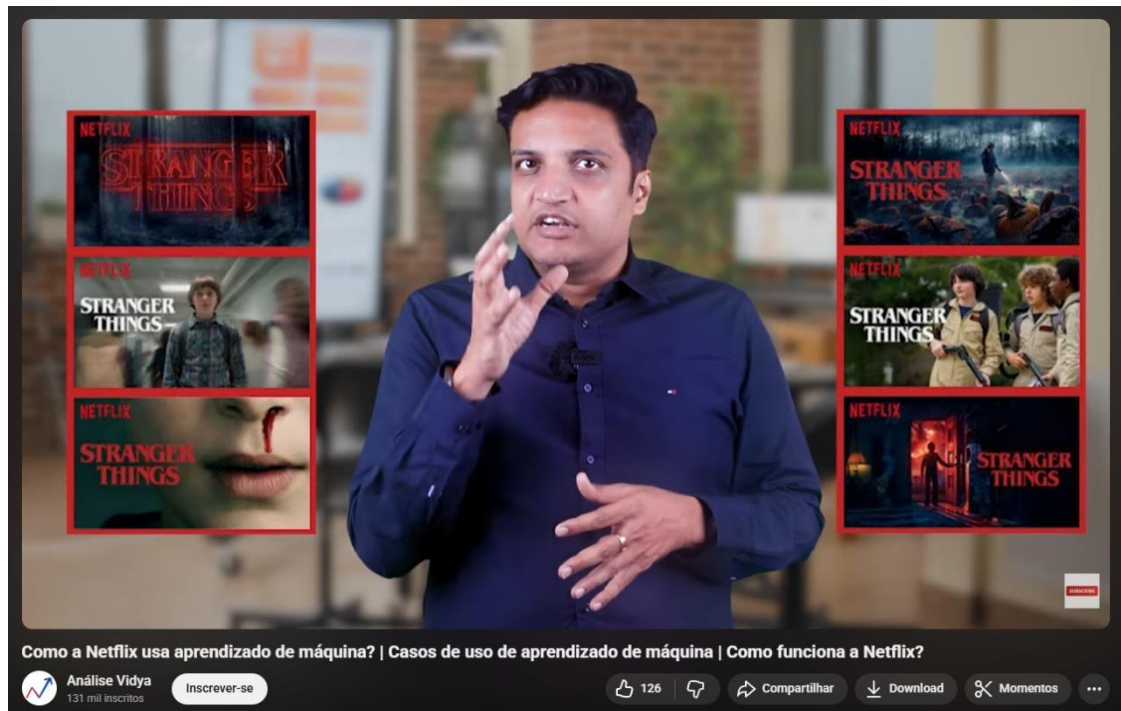 NETFLIX
STRANGER
THINGS
NETFLIX
STRANGER
THINGS
NETFLIX
STRANGER
THINGS
NETFLIX
STRANGER
THINGS
NETFLIX
STRANGER
THINGS
NETFLIX
STRANGER
THINGS
SUBSCRIBE
Como a Netflix usa aprendizado de máquina? | Casos de uso de aprendizado de máquina | Como funciona a Netflix?
Análise Vidya
131 mil inscritos
Inscrever-se
126
Compartilhar
Download
Momentos